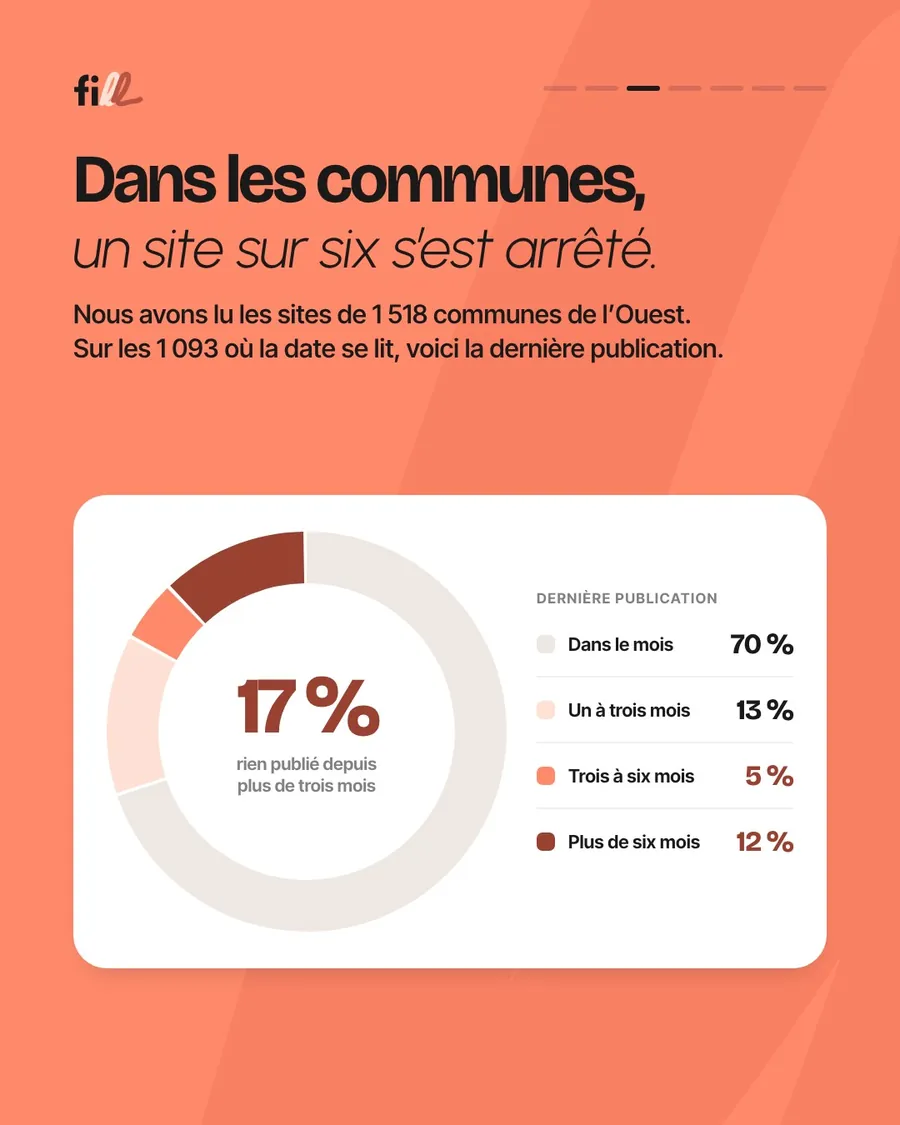 fill
Dans les communes,
un site sur six s’est arrêté.
Nous avons lu les sites de 1 518 communes de l’Ouest.
Sur les 1 093 où la date se lit, voici la dernière publication.
17 %
rien publié depuis
plus de trois mois
DERNIÈRE PUBLICATION
Dans le mois 70 %
Un à trois mois 13 %
Trois à six mois 5 %
Plus de six mois 12 %